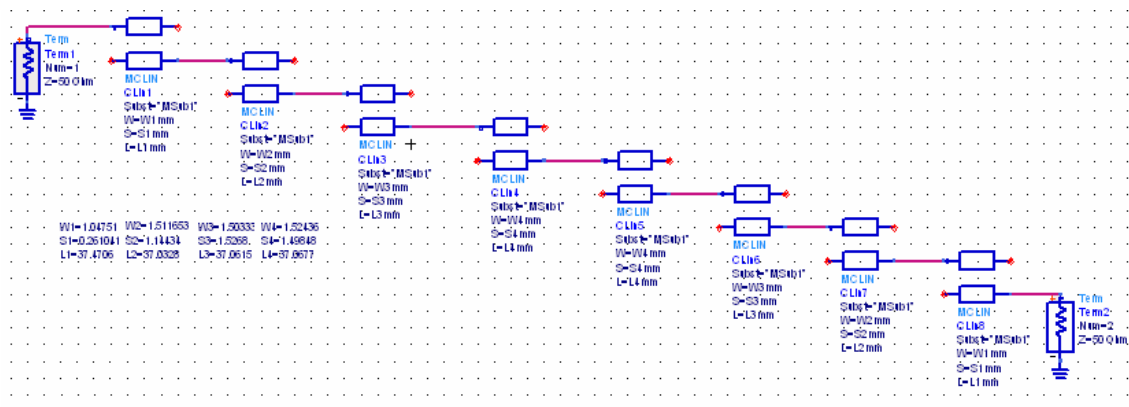 Term
Term1
Num=1
Z=50 Ohm
MCLIN
CLin1
Subst="MSub1"
W=W1 mm
S=S1 mm
L=L1 mm
MCLIN
CLin2
Subst="MSub1"
W=W2 mm
S=S2 mm
L=L2 mm
MCLIN
CLin3
Subst="MSub1"
W=W3 mm
S=S3 mm
L=L3 mm
MCLIN
CLin4
Subst="MSub1"
W=W4 mm
S=S4 mm
L=L4 mm
MCLIN
CLin5
Subst="MSub1"
W=W4 mm
S=S4 mm
L=L4 mm
MCLIN
CLin6
Subst="MSub1"
W=W3 mm
S=S3 mm
L=L3 mm
MCLIN
CLin7
Subst="MSub1"
W=W2 mm
S=S2 mm
L=L2 mm
MCLIN
CLin8
Subst="MSub1"
W=W1 mm
S=S1 mm
L=L1 mm
Term
Term2
Num=2
Z=50 Ohm
W1=1.04751 W2=1.511653 W3=1.50333 W4=1.52436
S1=0.261041 S2=1.14434 S3=1.5268 S4=1.49848
L1=37.4706 L2=37.0328 L3=37.0615 L4=37.0677